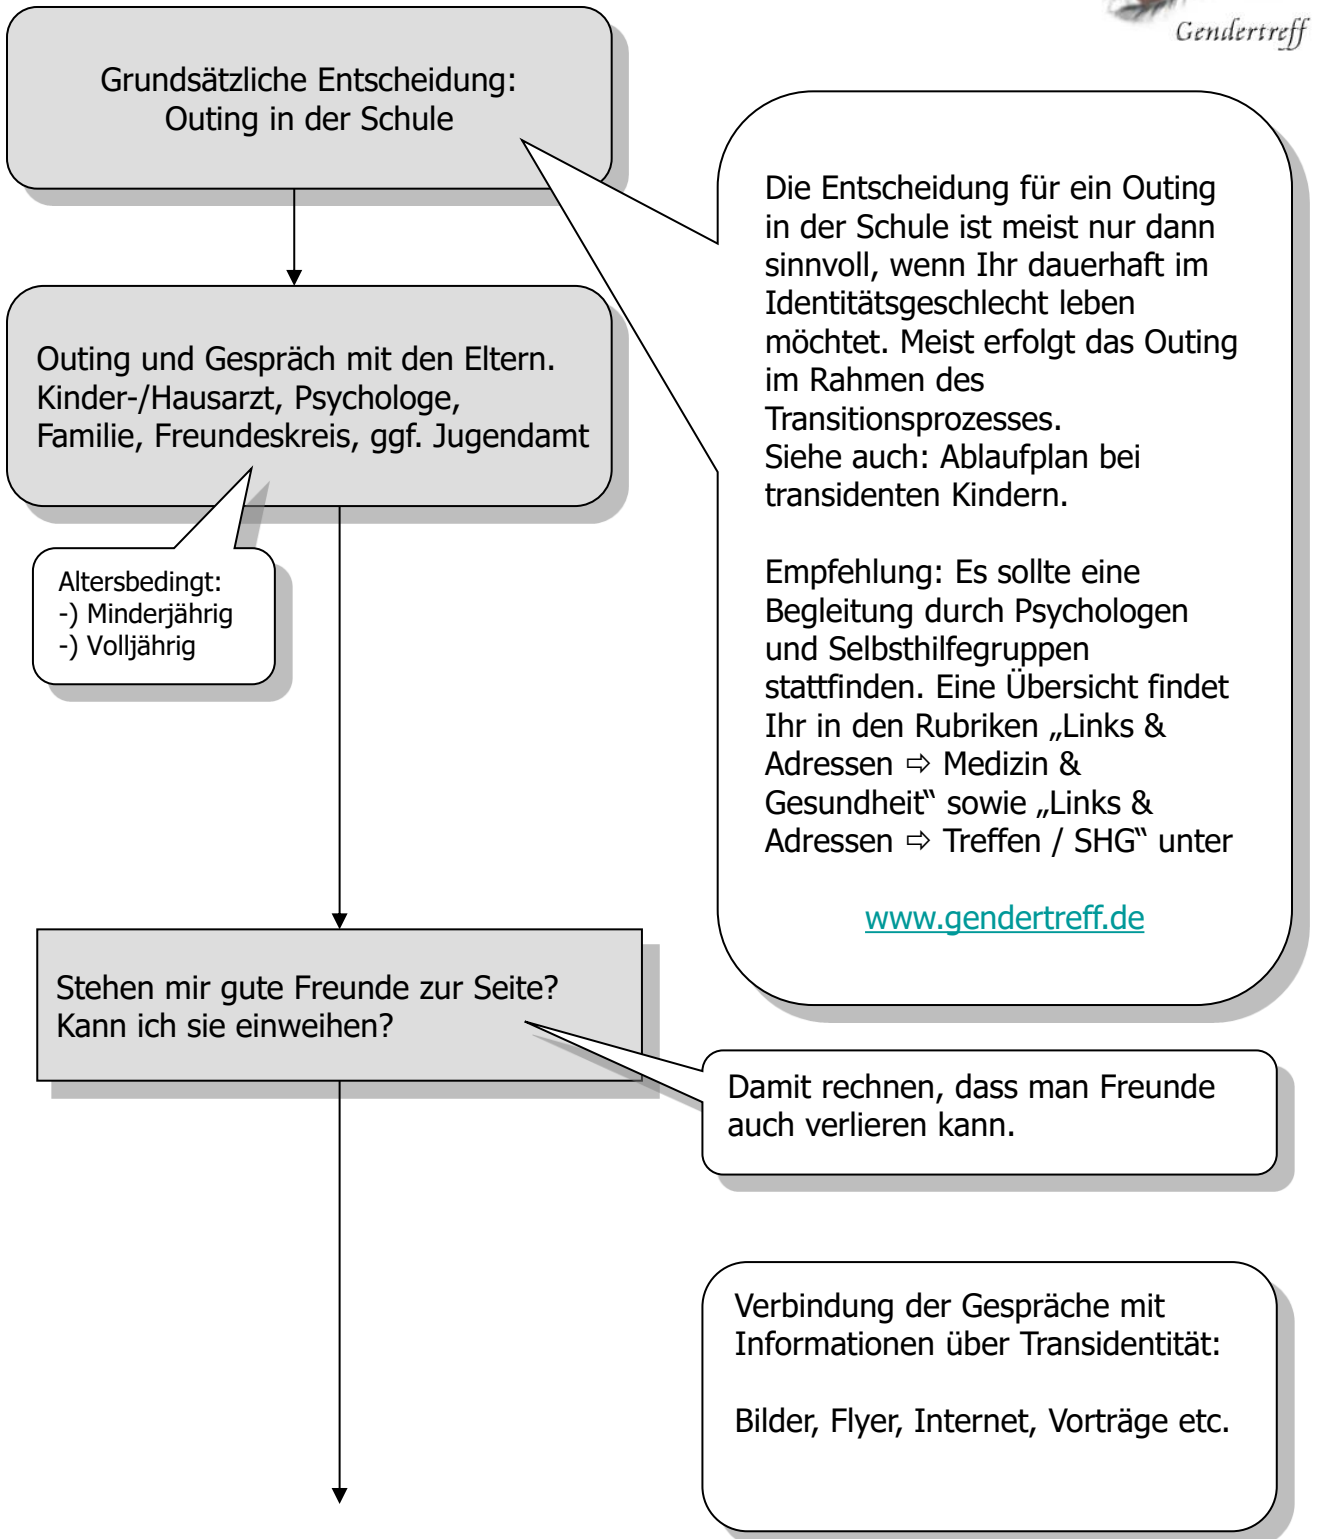 Gendertreff
Grundsätzliche Entscheidung:
Outing in der Schule
Die Entscheidung für ein Outing
in der Schule ist meist nur dann
sinnvoll, wenn Ihr dauerhaft im
Identitätsgeschlecht leben
möchtet. Meist erfolgt das Outing
im Rahmen des
Transitionsprozesses.
Siehe auch: Ablaufplan bei
transidenten Kindern.
Empfehlung: Es sollte eine
Begleitung durch Psychologen
und Selbsthilfegruppen
stattfinden. Eine Übersicht findet
Ihr in den Rubriken „Links &
Adressen ⇨ Medizin &
Gesundheit“ sowie „Links &
Adressen ⇨ Treffen / SHG“ unter
www.gendertreff.de
Outing und Gespräch mit den Eltern.
Kinder-/Hausarzt, Psychologe,
Familie, Freundeskreis, ggf. Jugendamt
Altersbedingt:
-) Minderjährig
-) Volljährig
Stehen mir gute Freunde zur Seite?
Kann ich sie einweihen?
Damit rechnen, dass man Freunde
auch verlieren kann.
Verbindung der Gespräche mit
Informationen über Transidentität:
Bilder, Flyer, Internet, Vorträge etc.